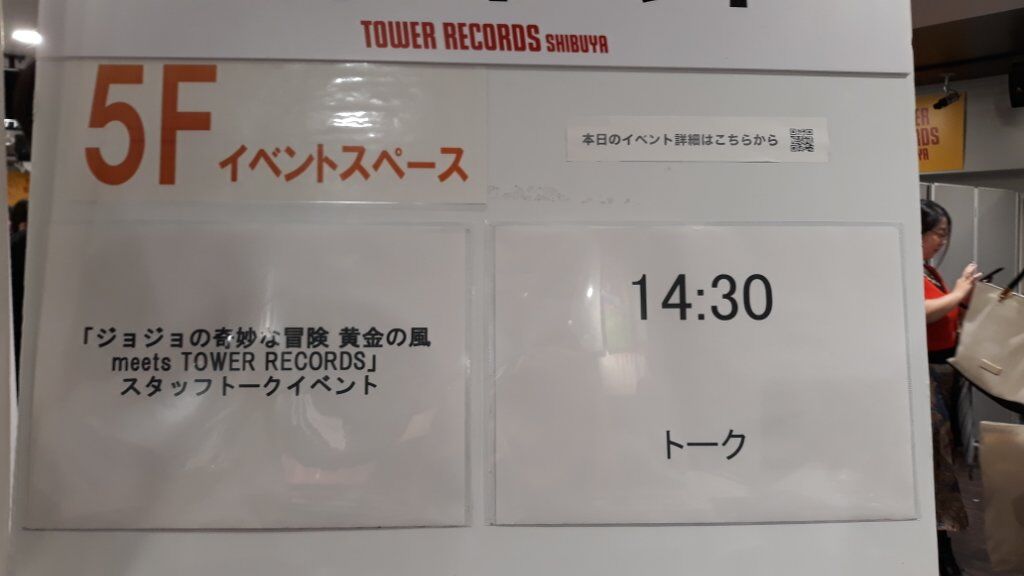 TOWER RECORDS SHIBUYA
5F イベントスペース
本日のイベント詳細はこちらから
「ジョジョの奇妙な冒険 黄金の風
meets TOWER RECORDS」
スタッフトークイベント
14:30
トーク